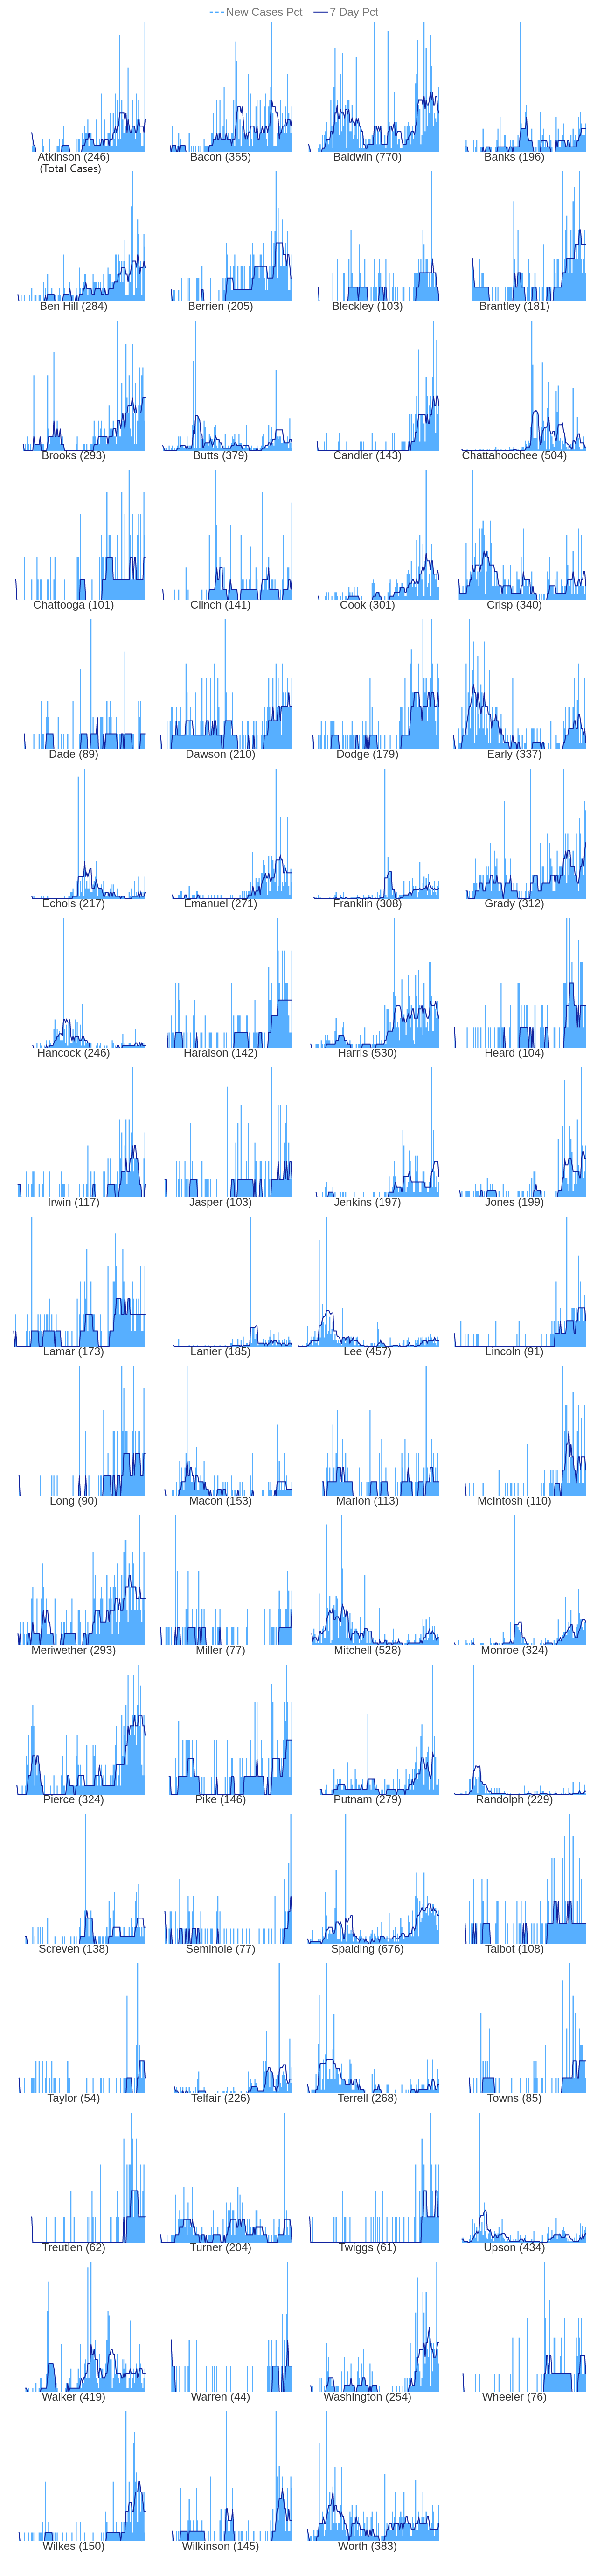 New Cases Pct 7 Day Pct
Atkinson (246) Bacon (355) Baldwin (770) Banks (196)
(Total Cases)
Ben Hill (284) Berrien (205) Bleckley (103) Brantley (181)
Brooks (293) Butts (379) Candler (143) Chattahoochee (504)
Chattooga (101) Clinch (141) Cook (301) Crisp (340)
Dade (89) Dawson (210) Dodge (179) Early (337)
Echols (217) Emanuel (271) Franklin (308) Grady (312)
Hancock (246) Haralson (142) Harris (530) Heard (104)
Irwin (117) Jasper (103) Jenkins (197) Jones (199)
Lamar (173) Lanier (185) Lee (457) Lincoln (91)
Long (90) Macon (153) Marion (113) McIntosh (110)
Meriwether (293) Miller (77) Mitchell (528) Monroe (324)
Pierce (324) Pike (146) Putnam (279) Randolph (229)
Screven (138) Seminole (77) Spalding (676) Talbot (108)
Taylor (54) Telfair (226) Terrell (268) Towns (85)
Treutlen (62) Turner (204) Twiggs (61) Upson (434)
Walker (419) Warren (44) Washington (254) Wheeler (76)
Wilkes (150) Wilkinson (145) Worth (383)